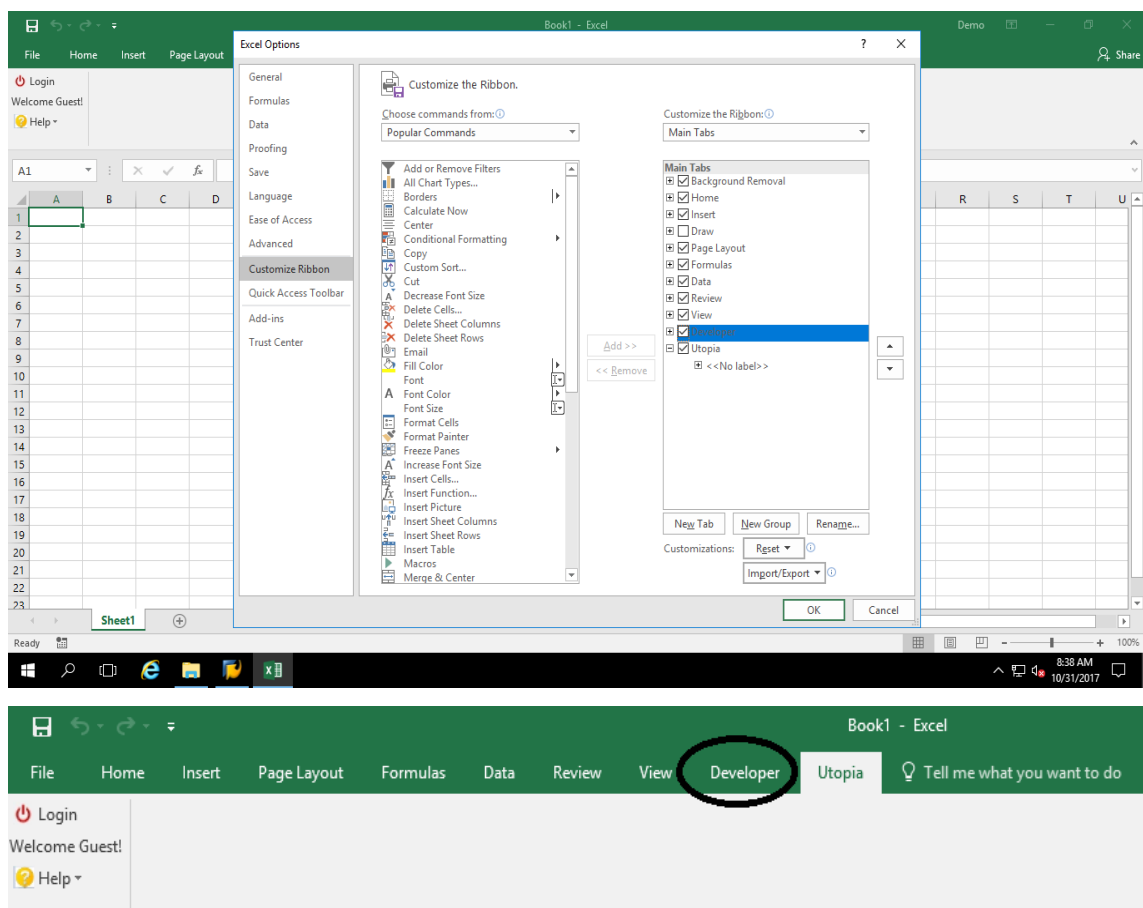 Book1 - Excel
Demo
Excel Options
?
File Home Insert Page Layout
Share
Login
Welcome Guest!
Help
A1
fx
A B C D
R S T U
1
2
3
4
5
6
7
8
9
10
11
12
13
14
15
16
17
18
19
20
21
22
23
General
Formulas
Data
Proofing
Save
Language
Ease of Access
Advanced
Customize Ribbon
Quick Access Toolbar
Add-ins
Trust Center
Customize the Ribbon.
Choose commands from:
Popular Commands
Add or Remove Filters
All Chart Types...
Borders
Calculate Now
Center
Conditional Formatting
Copy
Custom Sort...
Cut
Decrease Font Size
Delete Cells...
Delete Sheet Columns
Delete Sheet Rows
Email
Fill Color
Font
Font Color
Font Size
Format Cells
Format Painter
Freeze Panes
Increase Font Size
Insert Cells...
Insert Function...
Insert Picture
Insert Sheet Columns
Insert Sheet Rows
Insert Table
Macros
Merge & Center
Add >>
<< Remove
Customize the Ribbon:
Main Tabs
Main Tabs
Background Removal
Home
Insert
Draw
Page Layout
Formulas
Data
Review
View
Developer
Utopia
<<No label>>
New Tab New Group Rename...
Customizations: Reset
Import/Export
OK Cancel
Sheet1
Ready
100%
8:38 AM
10/31/2017
Book1 - Excel
File Home Insert Page Layout Formulas Data Review View Developer Utopia Tell me what you want to do
Login
Welcome Guest!
Help